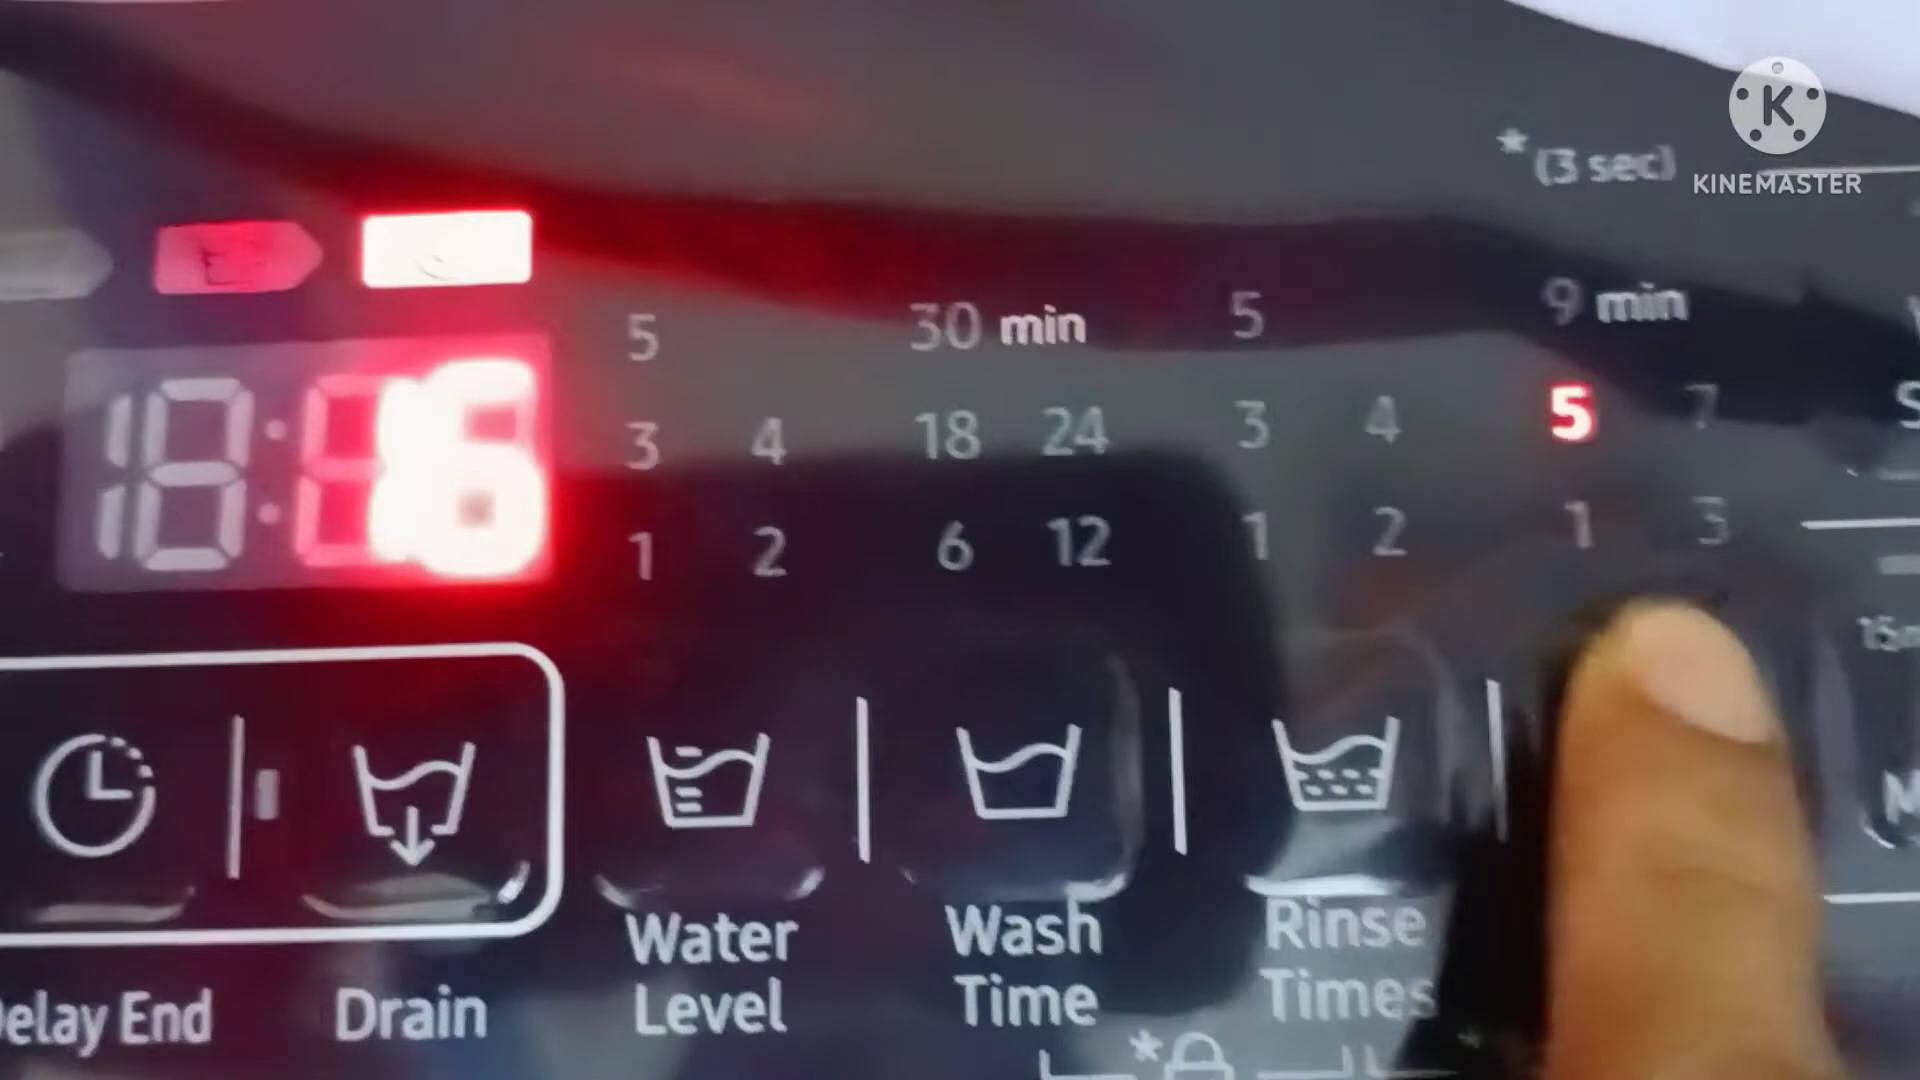 *(3 sec)
KINEMASTER
5 30 min 5 9 min
3 4 18 24 3 4 5 7
1 2 6 12 1 2 1 3
Delay End
Drain
Water
Level
Wash
Time
Rinse
Times
*